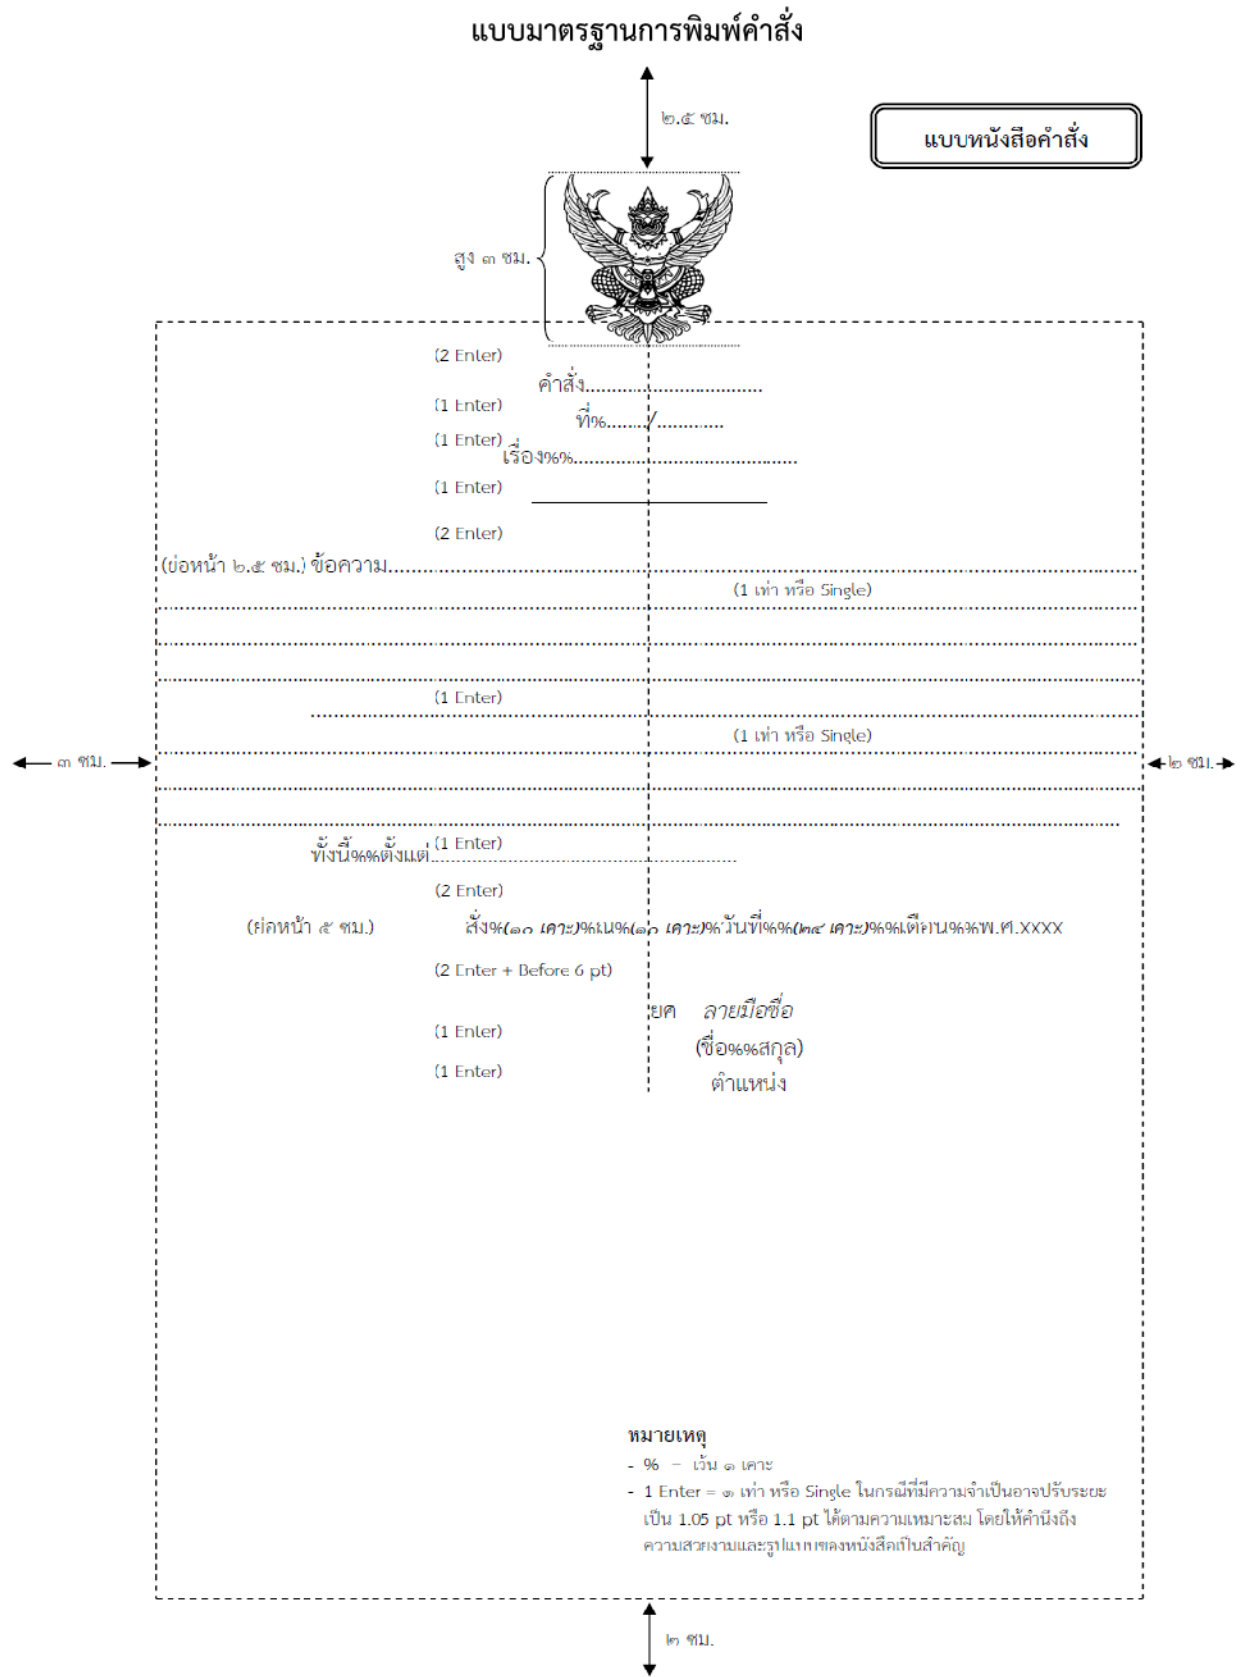 แบบมาตรฐานการพิมพ์คำสั่ง
๒.๕ ซม.
แบบหนังสือคำสั่ง
สูง ๓ ซม.
(2 Enter)
คำสั่ง..................................
(1 Enter)
ที่%......../.............
(1 Enter)
เรื่อง%%...........................................
(1 Enter)
(2 Enter)
(ย่อหน้า ๒.๕ ซม.) ข้อความ..........................................................................................
(1 เท่า หรือ Single)
(1 Enter)
(1 เท่า หรือ Single)
๓ ซม.
๒ ซม.
(1 Enter)
ทั้งนี้%%ตั้งแต่..........................................................
(2 Enter)
(ย่อหน้า ๕ ซม.) สั่ง%(๑๐ เคาะ)%ณ%(๑๐ เคาะ)%วันที่%%(๒๔ เคาะ)%%เดือน%%พ.ศ.XXXX
(2 Enter + Before 6 pt)
ยศ ลายมือชื่อ
(1 Enter)
(ชื่อ%%สกุล)
(1 Enter)
ตำแหน่ง
หมายเหตุ
- % = เว้น ๑ เคาะ
- 1 Enter = ๑ เท่า หรือ Single ในกรณีที่มีความจำเป็นอาจปรับระยะ
เป็น 1.05 pt หรือ 1.1 pt ได้ตามความเหมาะสม โดยให้คำนึงถึง
ความสวยงามและรูปแบบของหนังสือเป็นสำคัญ
๒ ซม.